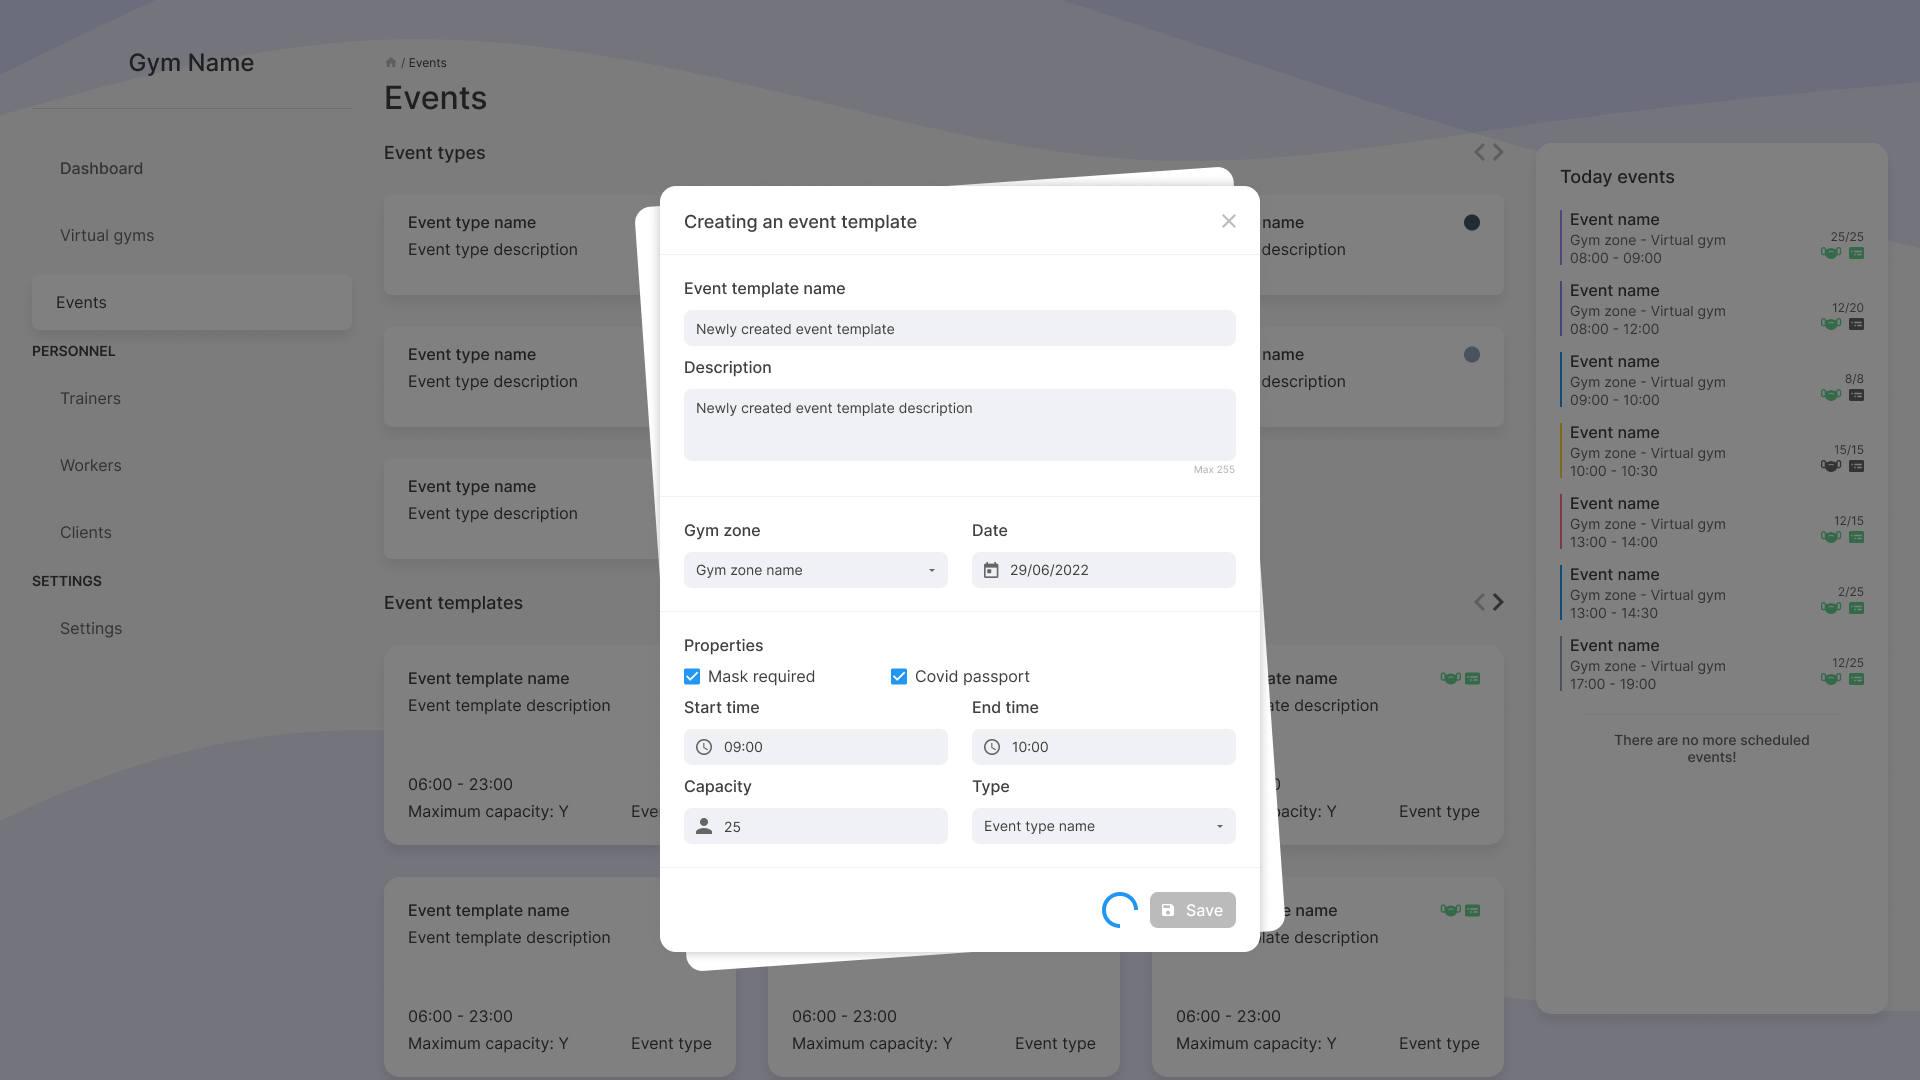 Gym Name
Dashboard
Virtual gyms
Events
PERSONNEL
Trainers
Workers
Clients
SETTINGS
Settings
/ Events
Events
Event types
Event type name
Event type description
name
description
Event type name
Event type description
name
description
Event type name
Event type description
Event templates
Event template name
Event template description
06:00 - 23:00
Maximum capacity: Y
name
description
Event type
Event template name
Event template description
06:00 - 23:00
Maximum capacity: Y Event type
06:00 - 23:00
Maximum capacity: Y Event type
name
description
06:00 - 23:00
Maximum capacity: Y Event type
Creating an event template
Event template name
Newly created event template
Description
Newly created event template description
Max 255
Gym zone
Gym zone name
Date
29/06/2022
Properties
Mask required
Covid passport
Start time
09:00
End time
10:00
Capacity
25
Type
Event type name
Save
Today events
Event name
Gym zone - Virtual gym
08:00 - 09:00
25/25
Event name
Gym zone - Virtual gym
08:00 - 12:00
12/20
Event name
Gym zone - Virtual gym
09:00 - 10:00
8/8
Event name
Gym zone - Virtual gym
10:00 - 10:30
15/15
Event name
Gym zone - Virtual gym
13:00 - 14:00
12/15
Event name
Gym zone - Virtual gym
13:00 - 14:30
2/25
Event name
Gym zone - Virtual gym
17:00 - 19:00
12/25
There are no more scheduled
events!